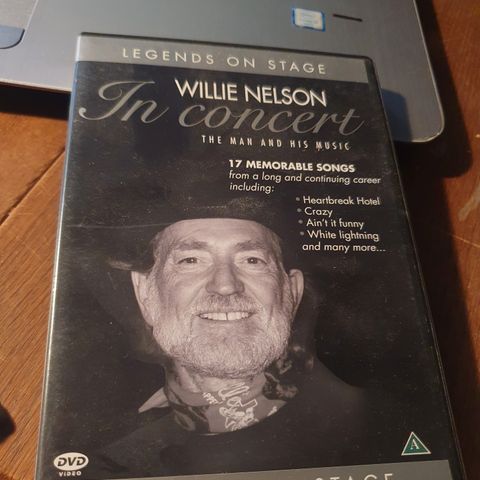 LEGENDS ON STAGE
WILLIE NELSON
In concert
THE MAN AND HIS MUSIC
17 MEMORABLE SONGS
from a long and continuing career
including:
• Heartbreak Hotel
• Crazy
• Ain't it funny
• White lightning
and many more...
DVD
VIDEO
A
STAGE